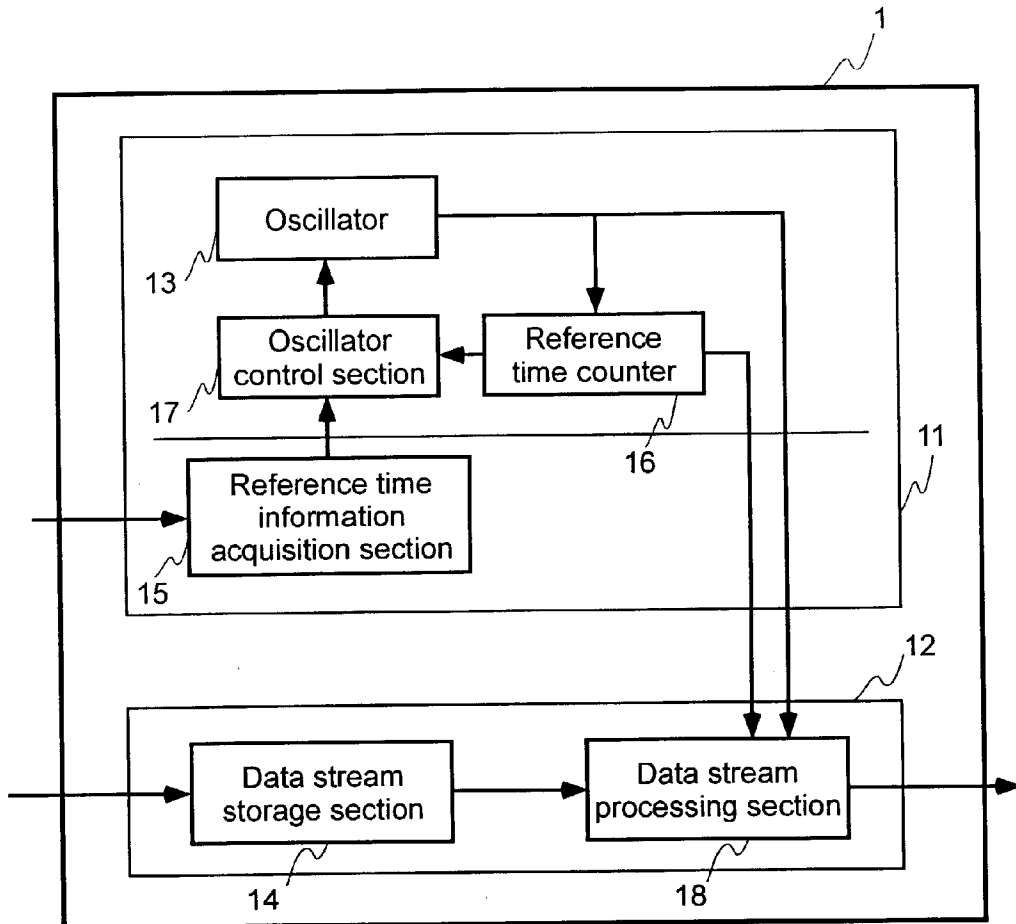 1
Oscillator
13
Oscillator
control section
17
Reference
time counter
16
11
Reference time
information
acquisition section
15
12
Data stream
storage section
14
Data stream
processing section
18